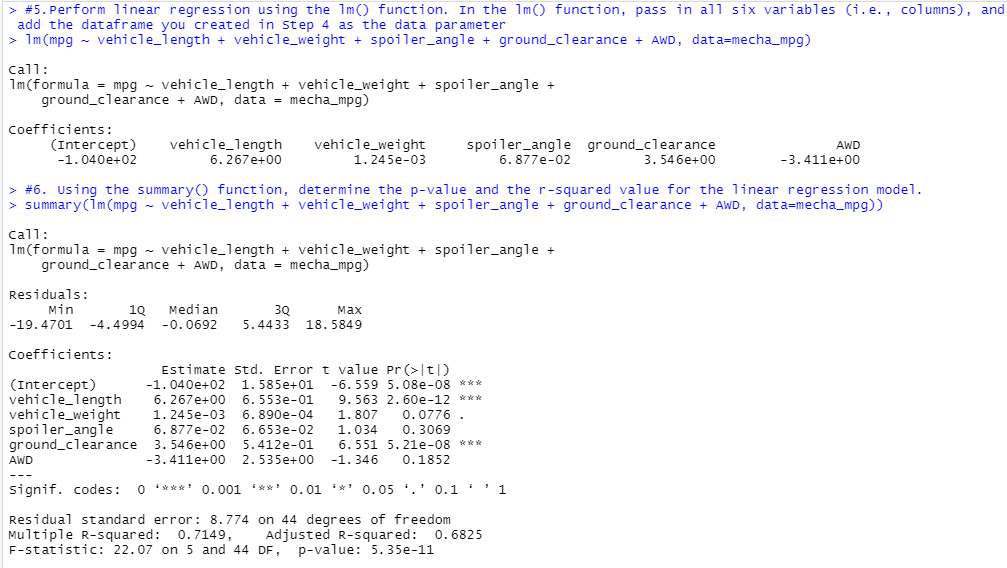 > #5.Perform linear regression using the lm() function. In the lm() function, pass in all six variables (i.e., columns), and
add the dataframe you created in Step 4 as the data parameter
> lm(mpg ~ vehicle_length + vehicle_weight + spoiler_angle + ground_clearance + AWD, data=mecha_mpg)
Call:
lm(formula = mpg ~ vehicle_length + vehicle_weight + spoiler_angle +
ground_clearance + AWD, data = mecha_mpg)
Coefficients:
(Intercept) vehicle_length vehicle_weight spoiler_angle ground_clearance AWD
-1.040e+02 6.267e+00 1.245e-03 6.877e-02 3.546e+00 -3.411e+00
> #6. Using the summary() function, determine the p-value and the r-squared value for the linear regression model.
> summary(lm(mpg ~ vehicle_length + vehicle_weight + spoiler_angle + ground_clearance + AWD, data=mecha_mpg))
Call:
lm(formula = mpg ~ vehicle_length + vehicle_weight + spoiler_angle +
ground_clearance + AWD, data = mecha_mpg)
Residuals:
Min 1Q Median 3Q Max
-19.4701 -4.4994 -0.0692 5.4433 18.5849
Coefficients:
Estimate Std. Error t value Pr(>|t|)
(Intercept) -1.040e+02 1.585e+01 -6.559 5.08e-08 ***
vehicle_length 6.267e+00 6.553e-01 9.563 2.60e-12 ***
vehicle_weight 1.245e-03 6.890e-04 1.807 0.0776 .
spoiler_angle 6.877e-02 6.653e-02 1.034 0.3069
ground_clearance 3.546e+00 5.412e-01 6.551 5.21e-08 ***
AWD -3.411e+00 2.535e+00 -1.346 0.1852
---
Signif. codes: 0 ‘***’ 0.001 ‘**’ 0.01 ‘*’ 0.05 ‘.’ 0.1 ‘ ’ 1
Residual standard error: 8.774 on 44 degrees of freedom
Multiple R-squared: 0.7149, Adjusted R-squared: 0.6825
F-statistic: 22.07 on 5 and 44 DF, p-value: 5.35e-11